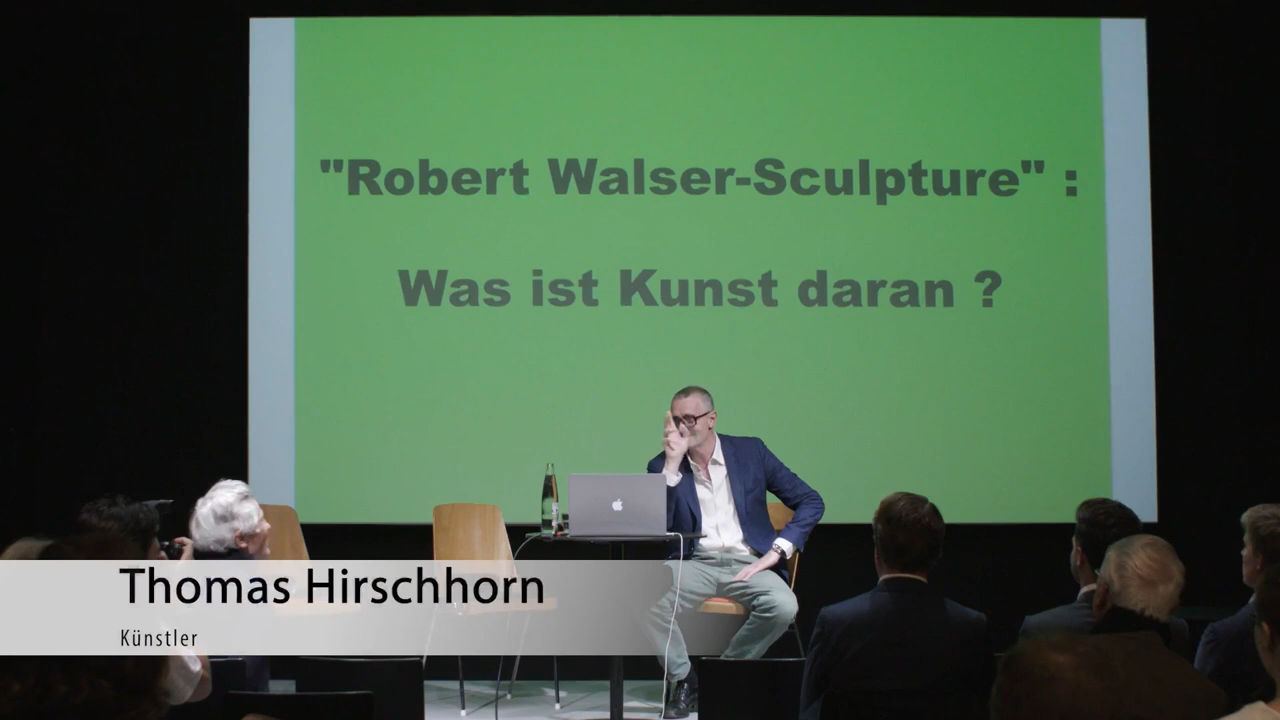 "Robert Walser-Sculpture" :
Was ist Kunst daran ?
Thomas Hirschhorn
Künstler